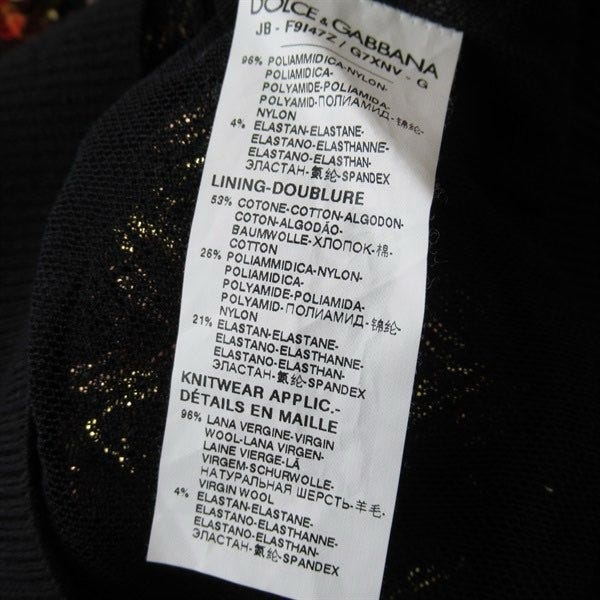 DOLCE & GABBANA
JB - F9I47Z / G7XNV - G
96% POLIAMMIDICA-NYLON-
POLIAMIDICA-
POLYAMIDE-POLIAMIDA-
POLYAMID-ПОЛИАМИД-锦纶-
NYLON
4% ELASTAN-ELASTANE-
ELASTANO-ELASTHANNE-
ELASTANO-ELASTHAN-
ЭЛАСТАН-氨纶-SPANDEX
LINING-DOUBLURE
53% COTONE-COTTON-ALGODON-
COTON-ALGODÃO-
BAUMWOLLE-ХЛОПОК-棉-
COTTON
26% POLIAMMIDICA-NYLON-
POLIAMIDICA-
POLYAMIDE-POLIAMIDA-
POLYAMID-ПОЛИАМИД-锦纶-
NYLON
21% ELASTAN-ELASTANE-
ELASTANO-ELASTHANNE-
ELASTANO-ELASTHAN-
ЭЛАСТАН-氨纶-SPANDEX
KNITWEAR APPLIC.-
DÉTAILS EN MAILLE
96% LANA VERGINE-VIRGIN
WOOL-LANA VIRGEN-
LAINE VIERGE-LÃ
VIRGEM-SCHURWOLLE-
НАТУРАЛЬНАЯ ШЕРСТЬ-羊毛-
VIRGIN WOOL
4% ELASTAN-ELASTANE-
ELASTANO-ELASTHANNE-
ELASTANO-ELASTHAN-
ЭЛАСТАН-氨纶-SPANDEX